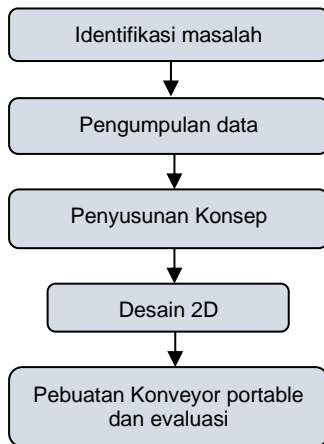 Identifikasi masalah
Pengumpulan data
Penyusunan Konsep
Desain 2D
Pebuatan Konveyor portable
dan evaluasi